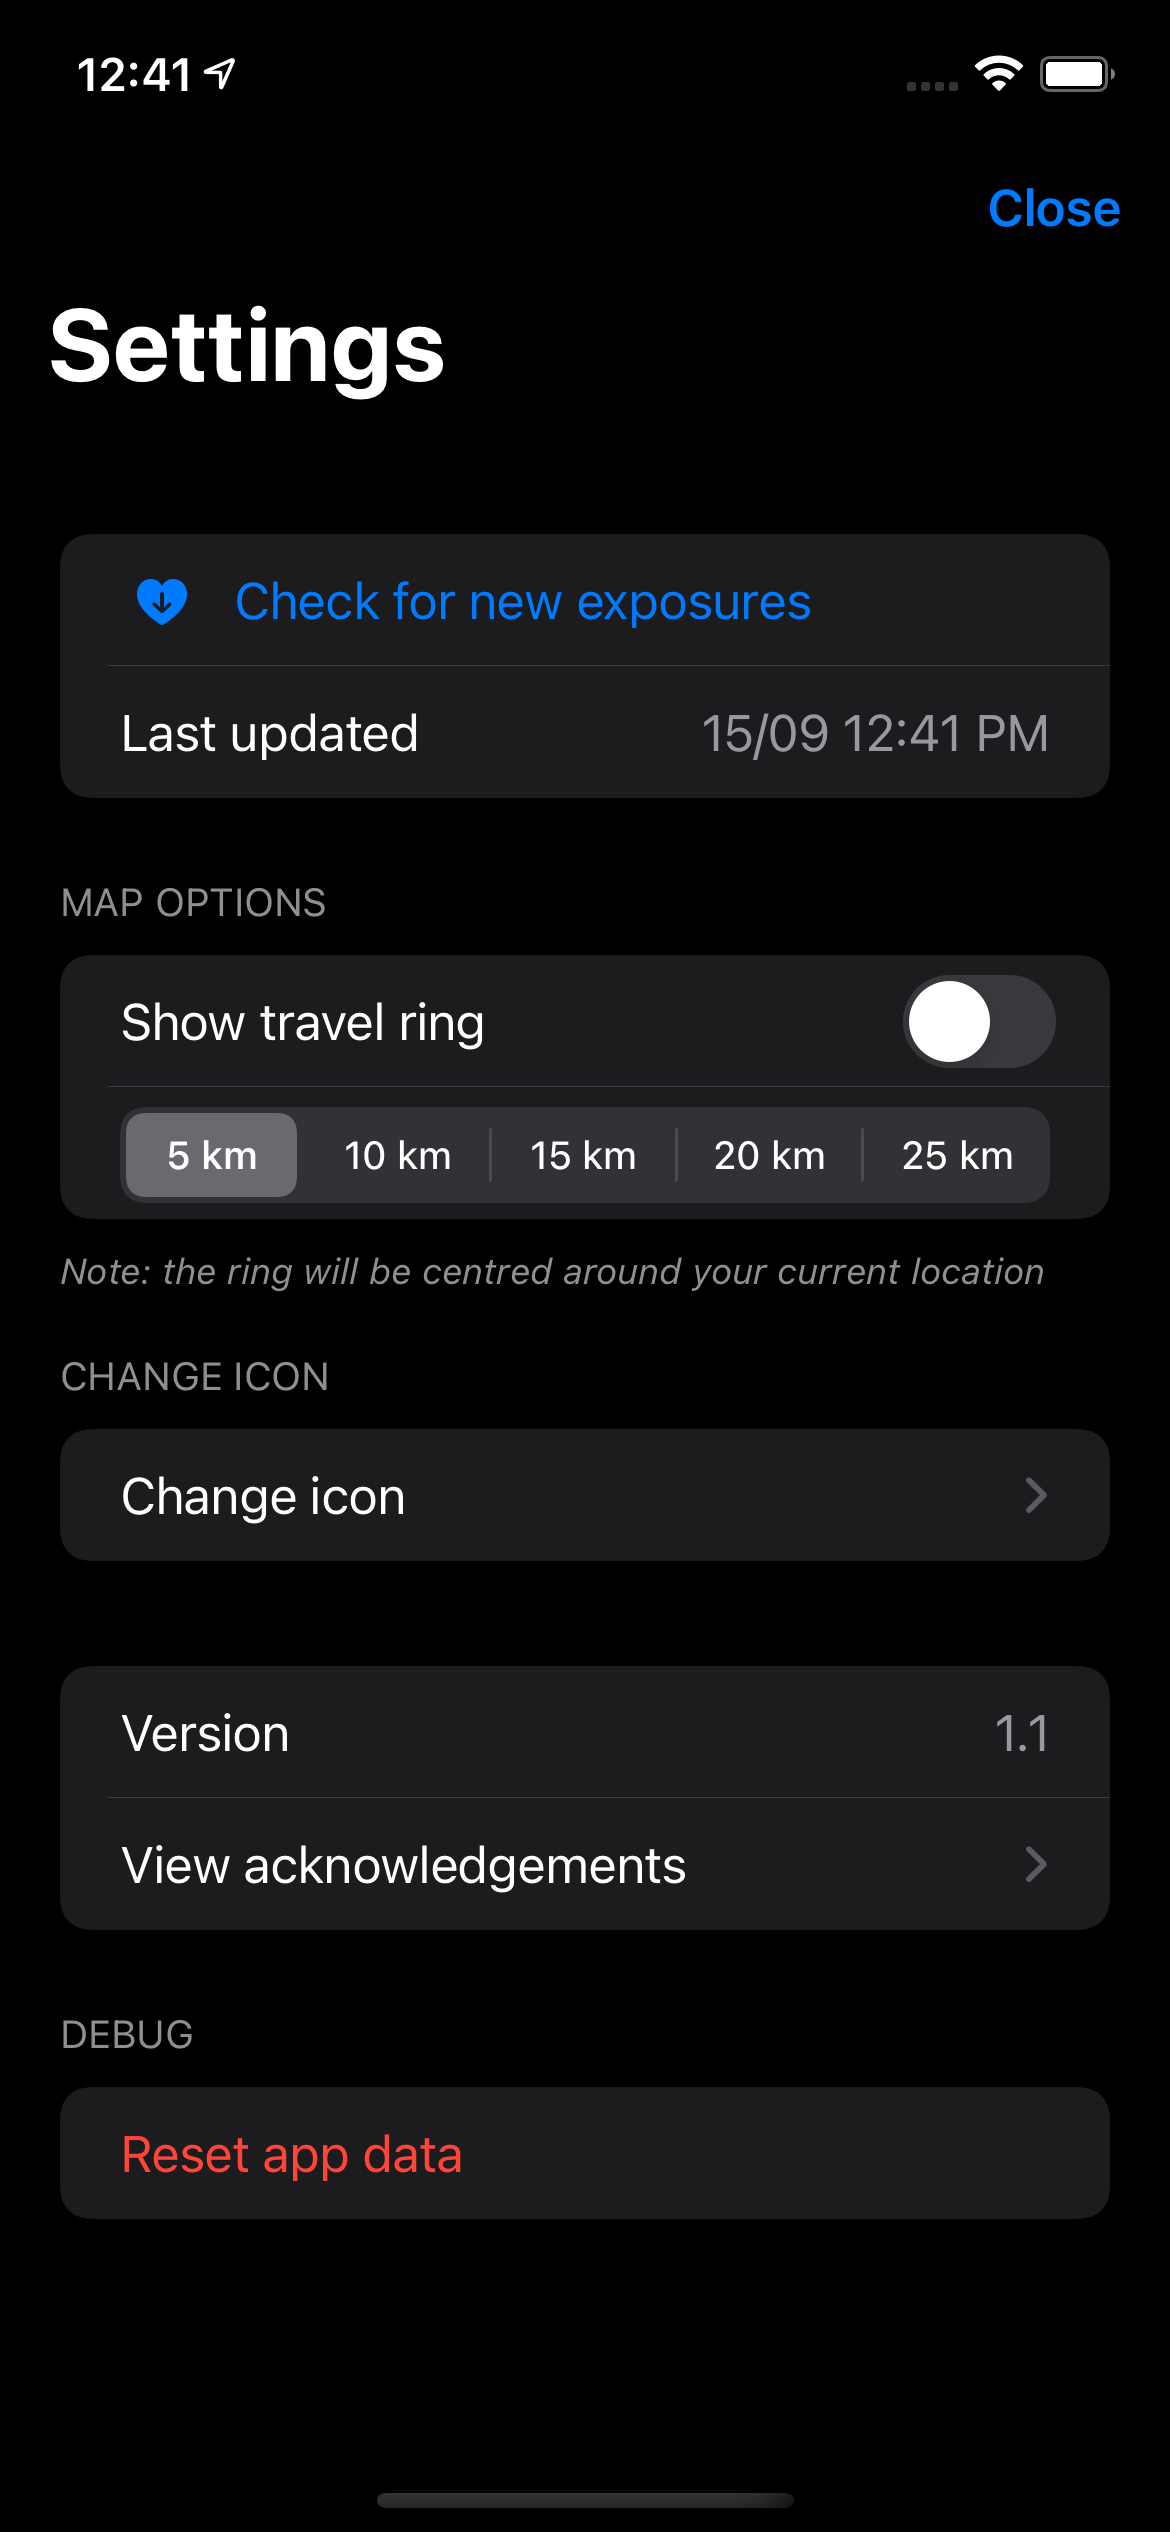 12:41
Close
Settings
Check for new exposures
Last updated 15/09 12:41 PM
MAP OPTIONS
Show travel ring
5 km 10 km 15 km 20 km 25 km
Note: the ring will be centred around your current location
CHANGE ICON
Change icon
Version 1.1
View acknowledgements
DEBUG
Reset app data